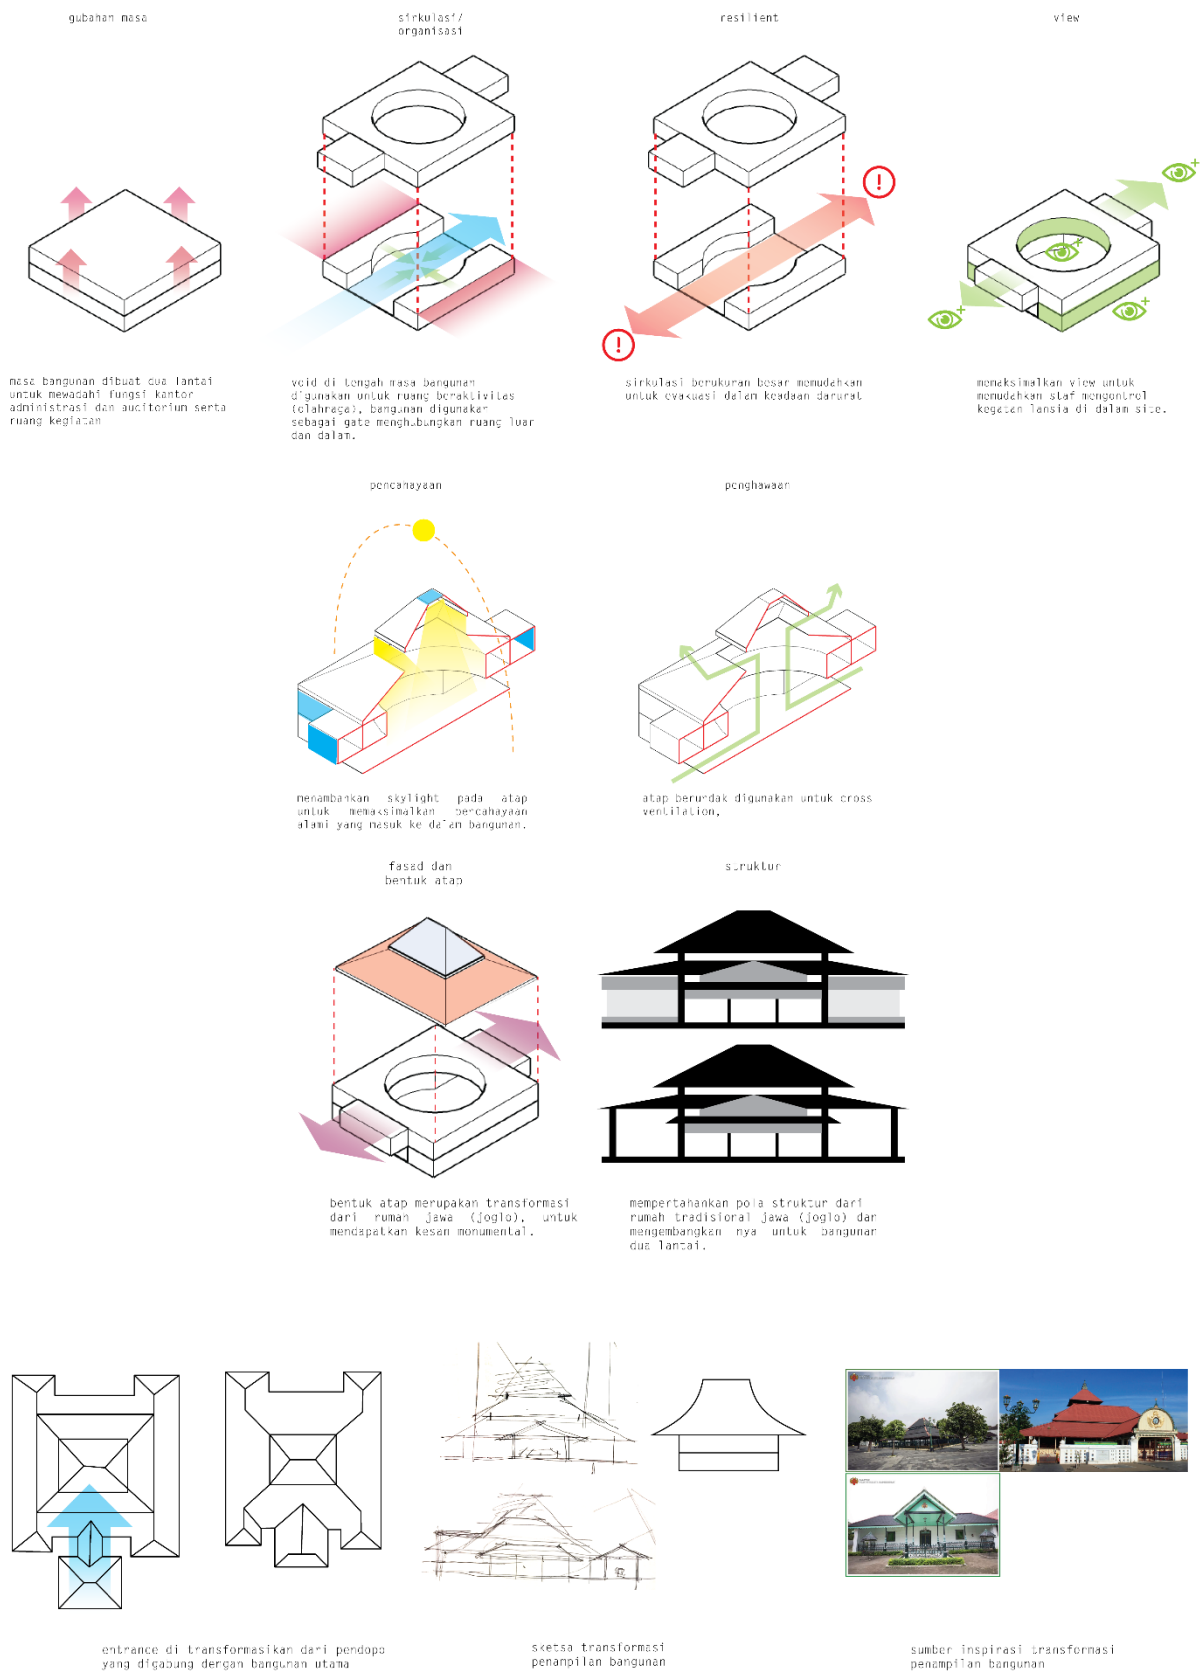 gubahan masa
sirkulasi/
organisasi
resilient
view
masa bangunan dibuat dua lantai
untuk mewadahi fungsi kantor
administrasi dan auditorium serta
ruang kegiatan
void di tengah masa bangunan
digunakan untuk ruang beraktivitas
(olahraga), bangunan digunakan
sebagai gate menghubungkan ruang luar
dan dalam.
sirkulasi berukuran besar memudahkan
untuk evakuasi dalam keadaan darurat
memaksimalkan view untuk
memudahkan staf mengontrol
kegatan lansia di dalam site.
pencahayaan
penghawaan
menambahkan skylight pada atap
untuk memaksimalkan pencahayaan
alami yang masuk ke dalam bangunan.
atap berundak digunakan untuk cross
ventilation,
fasad dan
bentuk atap
struktur
bentuk atap merupakan transformasi
dari rumah jawa (joglo), untuk
mendapatkan kesan monumental.
mempertahankan pola struktur dari
rumah tradisional jawa (joglo) dan
mengembangkan nya untuk bangunan
dua lantai.
entrance di transformasikan dari pendopo
yang digabung dengan bangunan utama
sketsa transformasi
penampilan bangunan
sumber inspirasi transformasi
penampilan bangunan